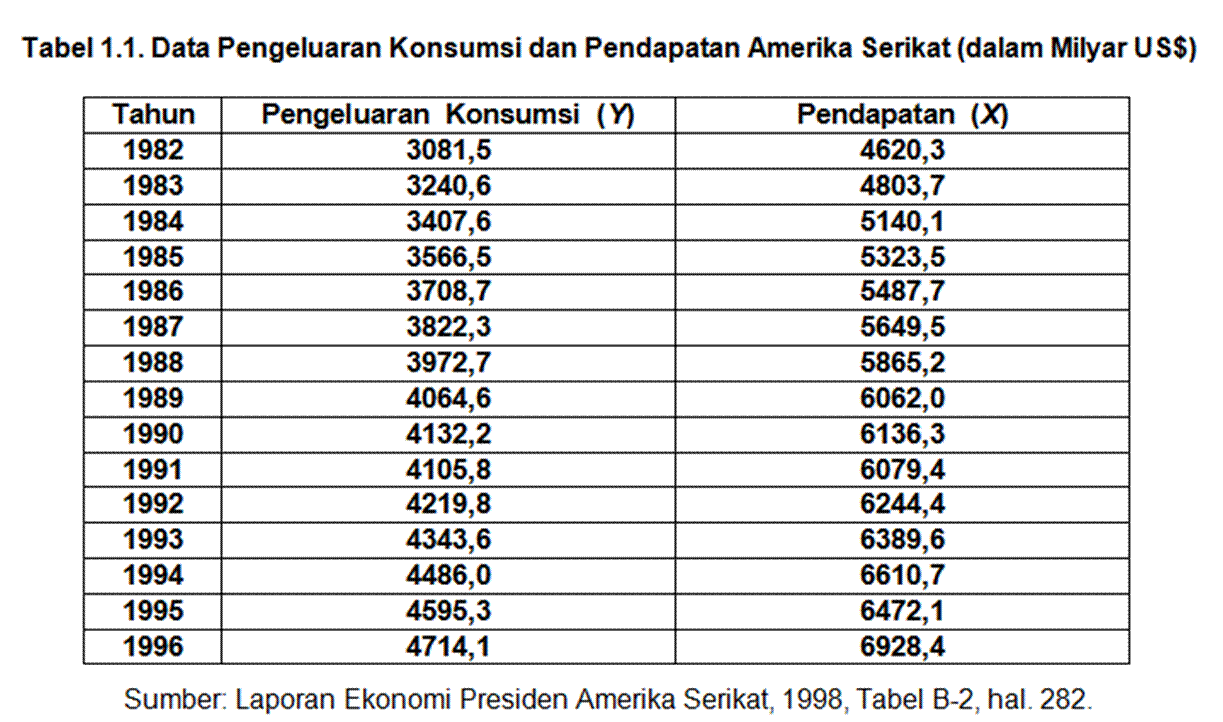 Tabel 1.1. Data Pengeluaran Konsumsi dan Pendapatan Amerika Serikat (dalam Milyar US$)
Tahun Pengeluaran Konsumsi (Y) Pendapatan (X)
1982 3081,5 4620,3
1983 3240,6 4803,7
1984 3407,6 5140,1
1985 3566,5 5323,5
1986 3708,7 5487,7
1987 3822,3 5649,5
1988 3972,7 5865,2
1989 4064,6 6062,0
1990 4132,2 6136,3
1991 4105,8 6079,4
1992 4219,8 6244,4
1993 4343,6 6389,6
1994 4486,0 6610,7
1995 4595,3 6472,1
1996 4714,1 6928,4
Sumber: Laporan Ekonomi Presiden Amerika Serikat, 1998, Tabel B-2, hal. 282.